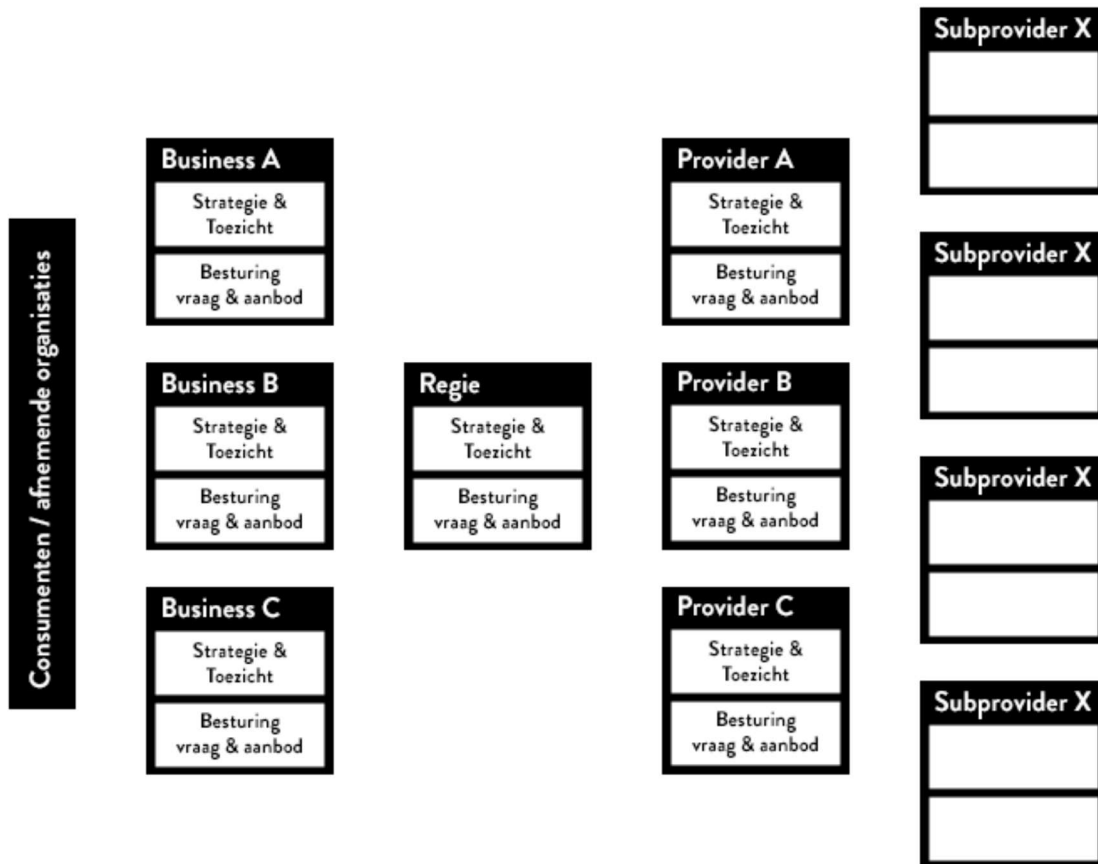 Consumenten / afnemende organisaties
Business A
Strategie &
Toezicht
Besturing
vraag & aanbod
Business B
Strategie &
Toezicht
Besturing
vraag & aanbod
Business C
Strategie &
Toezicht
Besturing
vraag & aanbod
Regie
Strategie &
Toezicht
Besturing
vraag & aanbod
Provider A
Strategie &
Toezicht
Besturing
vraag & aanbod
Provider B
Strategie &
Toezicht
Besturing
vraag & aanbod
Provider C
Strategie &
Toezicht
Besturing
vraag & aanbod
Subprovider X
Subprovider X
Subprovider X
Subprovider X